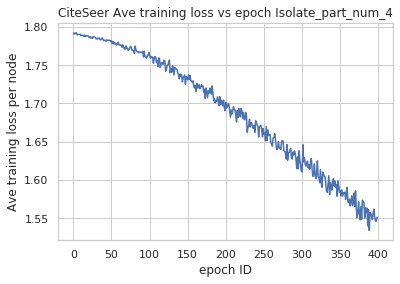 CiteSeer Ave training loss vs epoch Isolate_part_num_4
Ave training loss per node
1.80
1.75
1.70
1.65
1.60
1.55
0 50 100 150 200 250 300 350 400
epoch ID